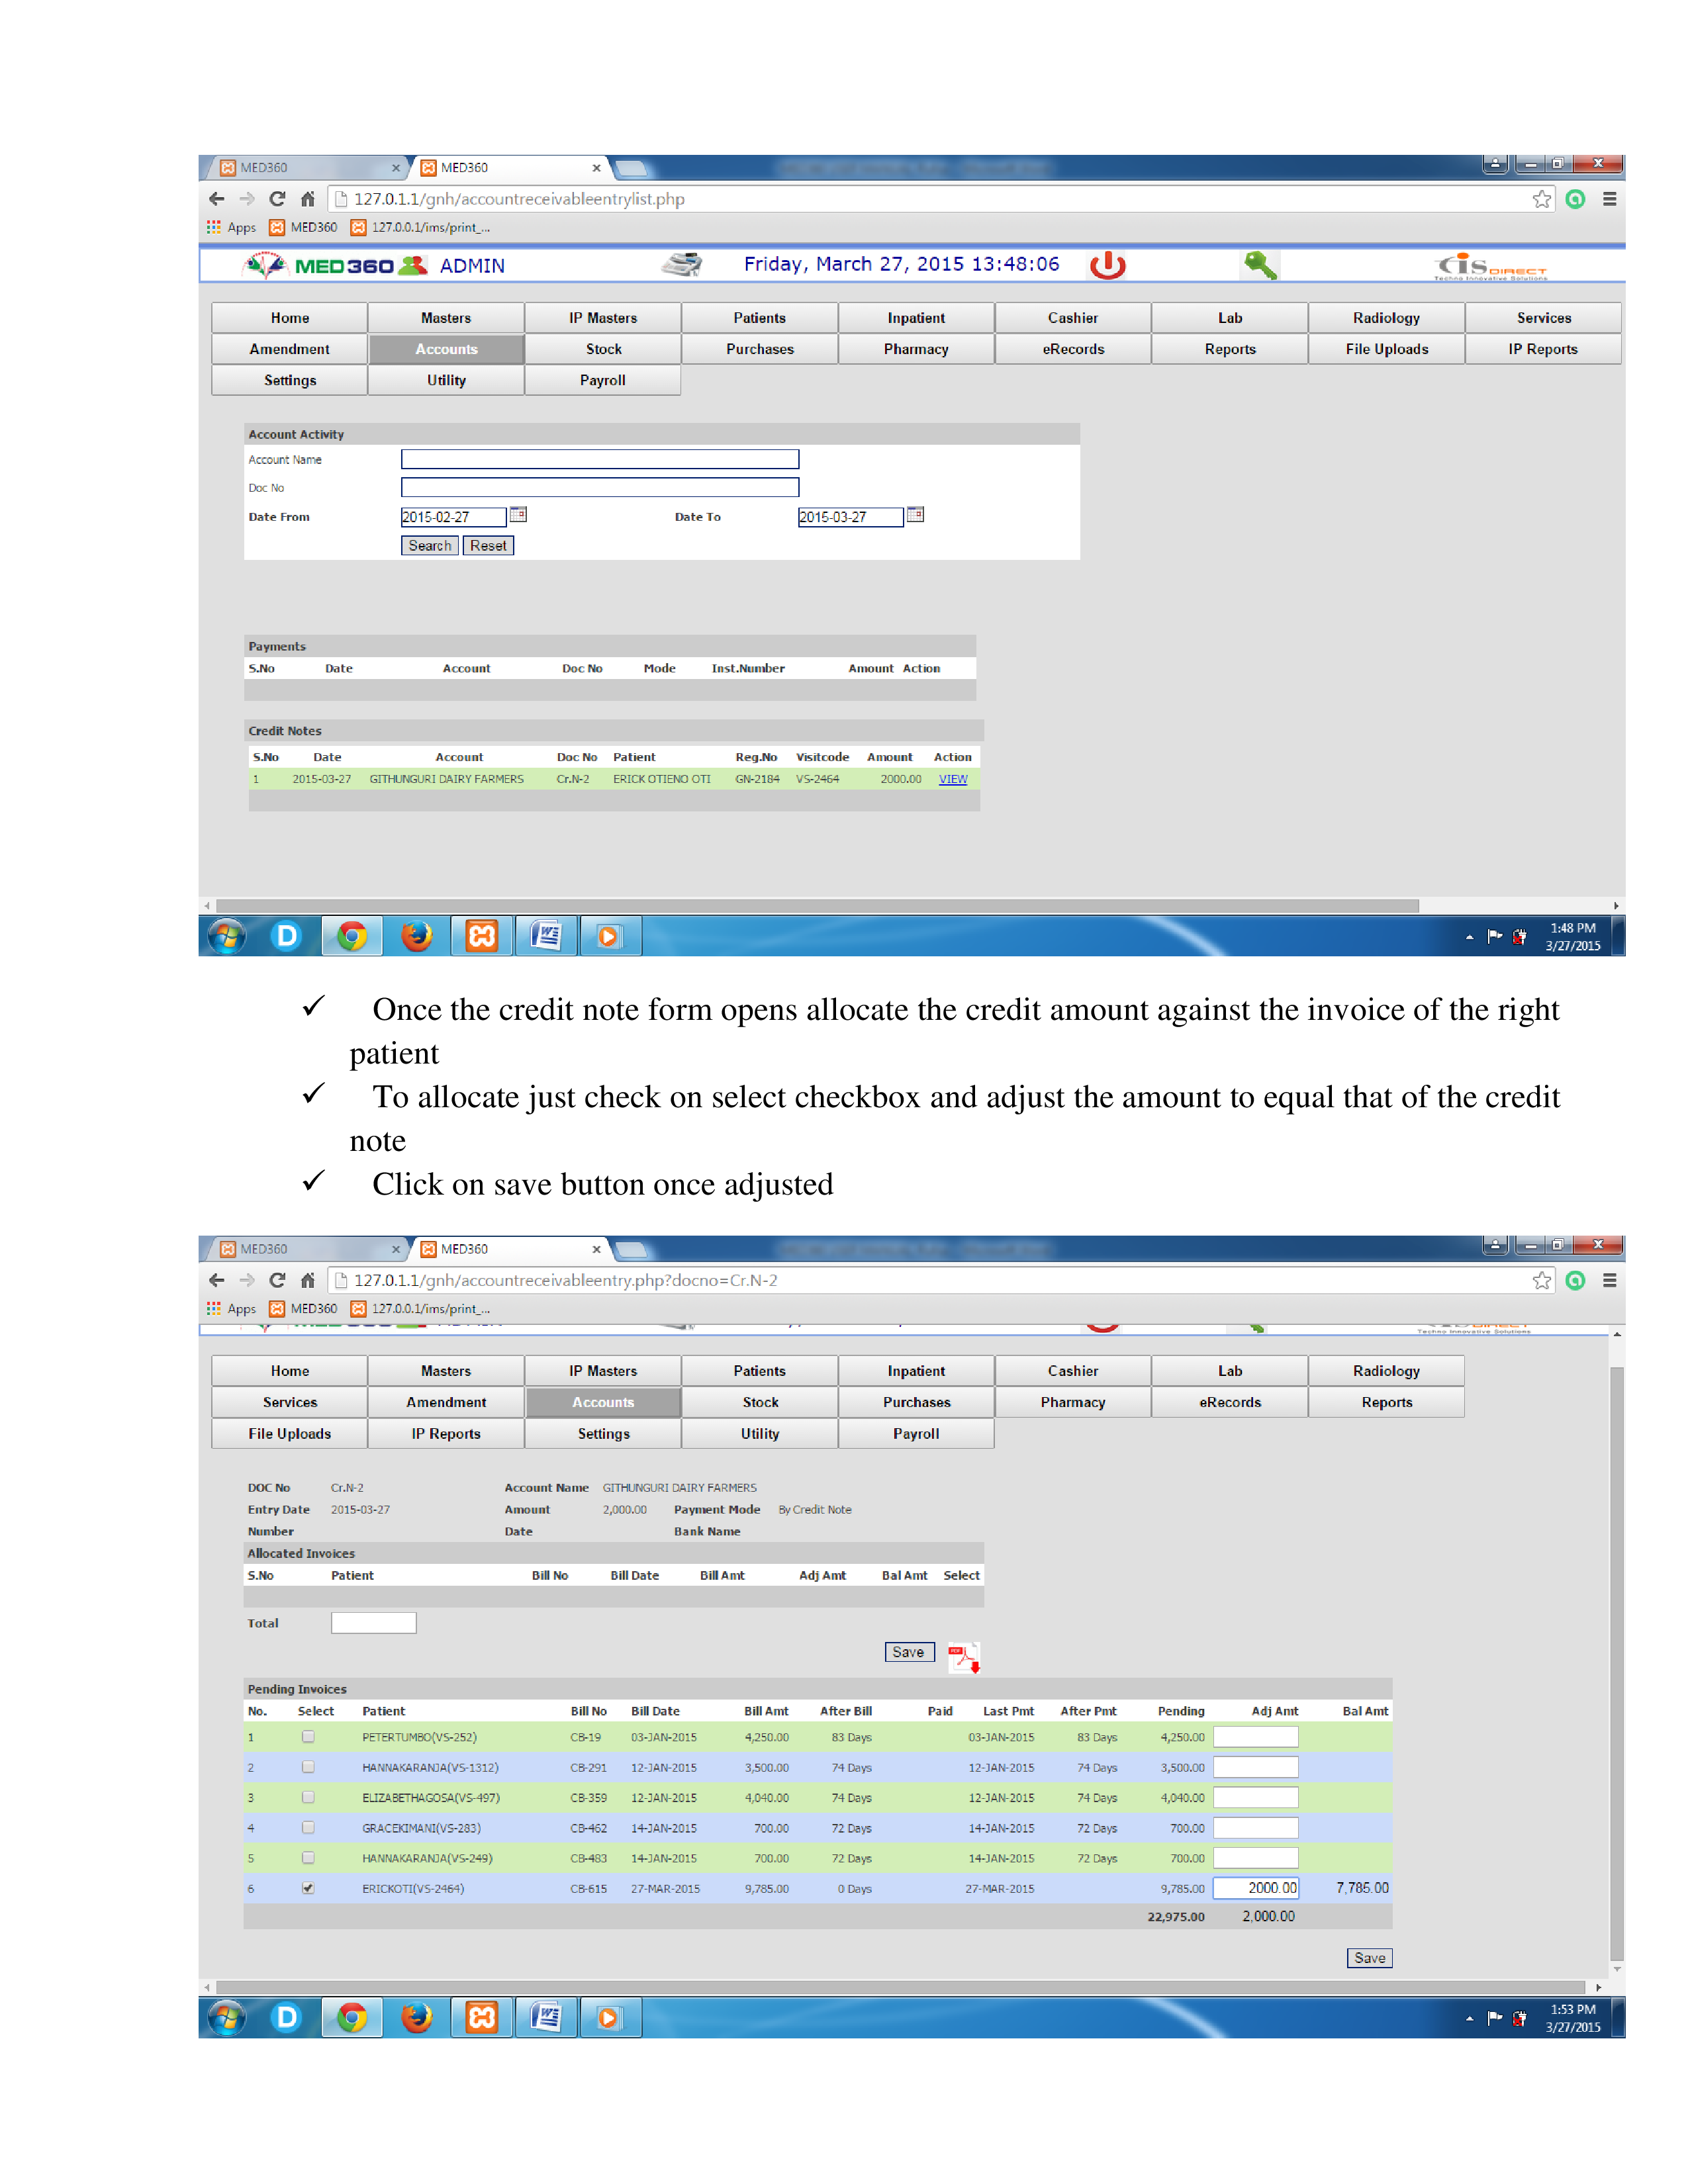 MED360 MED360
127.0.1.1/gnh/accountreceivableentrylist.php
Apps MED360 127.0.0.1/ims/print_...
MED360 ADMIN Friday, March 27, 2015 13:48:06 CIS DIRECT
Techno Innovative Solutions
Home Masters IP Masters Patients Inpatient Cashier Lab Radiology Services
Amendment Accounts Stock Purchases Pharmacy eRecords Reports File Uploads IP Reports
Settings Utility Payroll
Account Activity
Account Name
Doc No
Date From 2015-02-27 Date To 2015-03-27
Search Reset
Payments
S.No Date Account Doc No Mode Inst.Number Amount Action
Credit Notes
S.No Date Account Doc No Patient Reg.No Visitcode Amount Action
1 2015-03-27 GITHUNGURI DAIRY FARMERS Cr.N-2 ERICK OTIENO OTI GN-2184 VS-2464 2000.00 VIEW
1:48 PM
3/27/2015
✓ Once the credit note form opens allocate the credit amount against the invoice of the right
patient
✓ To allocate just check on select checkbox and adjust the amount to equal that of the credit
note
✓ Click on save button once adjusted
MED360 MED360
127.0.1.1/gnh/accountreceivableentry.php?docno=Cr.N-2
Apps MED360 127.0.0.1/ims/print_...
Techno Innovative Solutions
Home Masters IP Masters Patients Inpatient Cashier Lab Radiology
Services Amendment Accounts Stock Purchases Pharmacy eRecords Reports
File Uploads IP Reports Settings Utility Payroll
DOC No Cr.N-2 Account Name GITHUNGURI DAIRY FARMERS
Entry Date 2015-03-27 Amount 2,000.00 Payment Mode By Credit Note
Number Date Bank Name
Allocated Invoices
S.No Patient Bill No Bill Date Bill Amt Adj Amt Bal Amt Select
Total
Save
Pending Invoices
No. Select Patient Bill No Bill Date Bill Amt After Bill Paid Last Pmt After Pmt Pending Adj Amt Bal Amt
1 PETERTUMBO(VS-252) CB-19 03-JAN-2015 4,250.00 83 Days 03-JAN-2015 83 Days 4,250.00
2 HANNAKARANJA(VS-1312) CB-291 12-JAN-2015 3,500.00 74 Days 12-JAN-2015 74 Days 3,500.00
3 ELIZABETHAGOSA(VS-497) CB-359 12-JAN-2015 4,040.00 74 Days 12-JAN-2015 74 Days 4,040.00
4 GRACEKIMANI(VS-283) CB-462 14-JAN-2015 700.00 72 Days 14-JAN-2015 72 Days 700.00
5 HANNAKARANJA(VS-249) CB-483 14-JAN-2015 700.00 72 Days 14-JAN-2015 72 Days 700.00
6 ERICKOTI(VS-2464) CB-615 27-MAR-2015 9,785.00 0 Days 27-MAR-2015 9,785.00 2000.00 7,785.00
22,975.00 2,000.00
Save
1:53 PM
3/27/2015